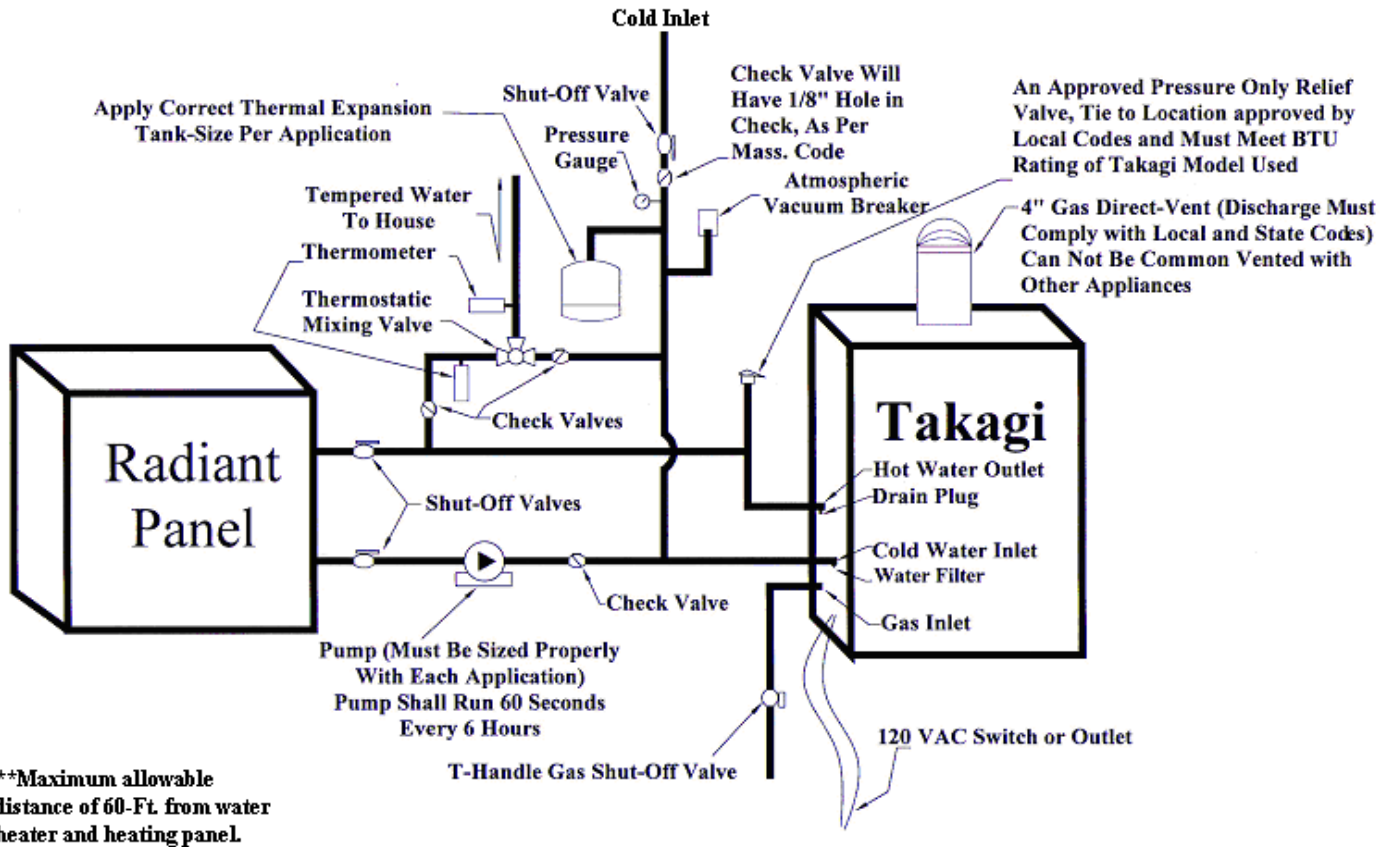 Cold Inlet
Apply Correct Thermal Expansion
Tank-Size Per Application
Shut-Off Valve
Pressure
Gauge
Check Valve Will
Have 1/8" Hole in
Check, As Per
Mass. Code
An Approved Pressure Only Relief
Valve, Tie to Location approved by
Local Codes and Must Meet BTU
Rating of Takagi Model Used
Atmospheric
Vacuum Breaker
4" Gas Direct-Vent (Discharge Must
Comply with Local and State Codes)
Can Not Be Common Vented with
Other Appliances
Tempered Water
To House
Thermometer
Thermostatic
Mixing Valve
Check Valves
Radiant
Panel
Takagi
Hot Water Outlet
Drain Plug
Shut-Off Valves
Cold Water Inlet
Water Filter
Check Valve
Gas Inlet
Pump (Must Be Sized Properly
With Each Application)
Pump Shall Run 60 Seconds
Every 6 Hours
T-Handle Gas Shut-Off Valve
120 VAC Switch or Outlet
**Maximum allowable
distance of 60-Ft. from water
heater and heating panel.